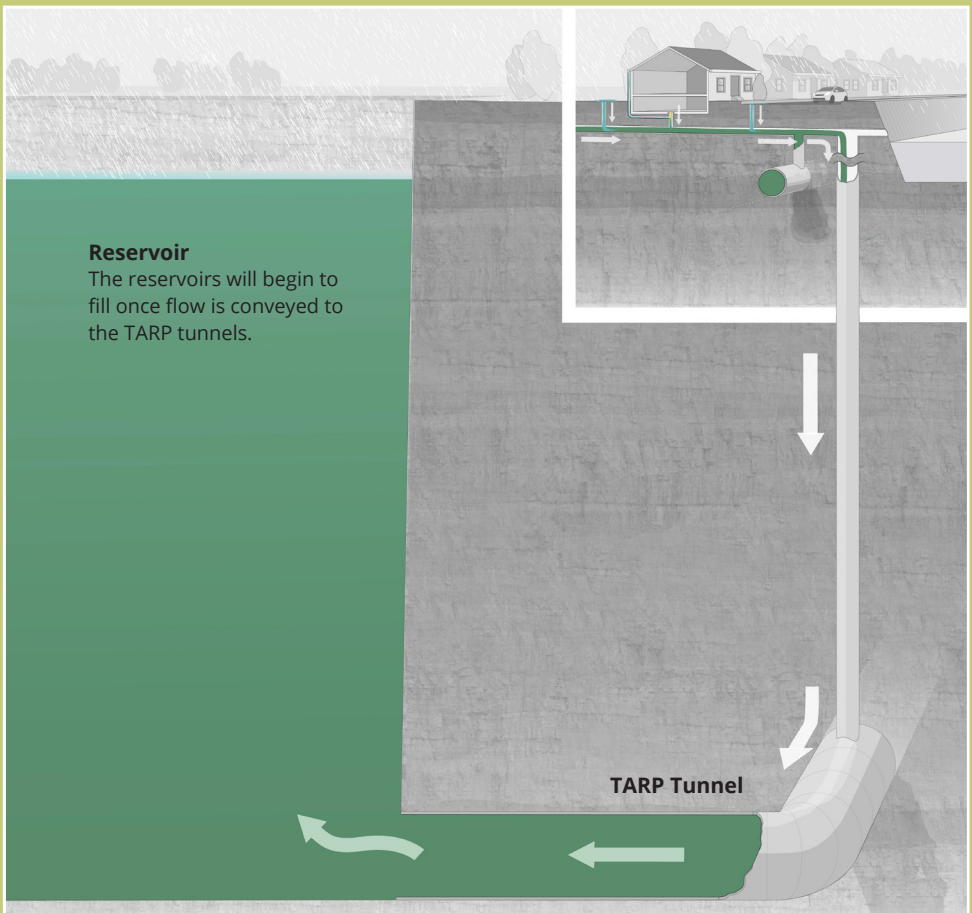 Reservoir
The reservoirs will begin to
fill once flow is conveyed to
the TARP tunnels.
TARP Tunnel